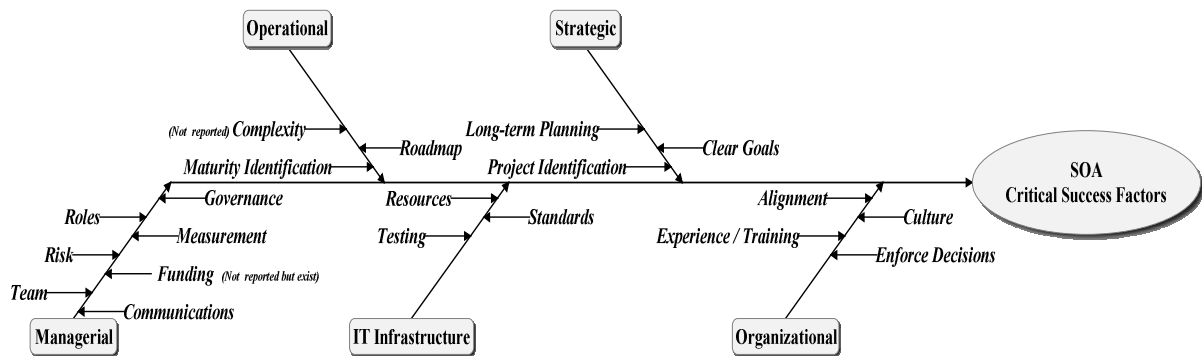 Operational
Strategic
(Not reported) Complexity
Long-term Planning
Roadmap
Clear Goals
Maturity Identification
Project Identification
SOA
Critical Success Factors
Governance
Resources
Alignment
Roles
Standards
Culture
Measurement
Testing
Experience / Training
Risk
Enforce Decisions
Funding (Not reported but exist)
Team
Communications
Managerial
IT Infrastructure
Organizational